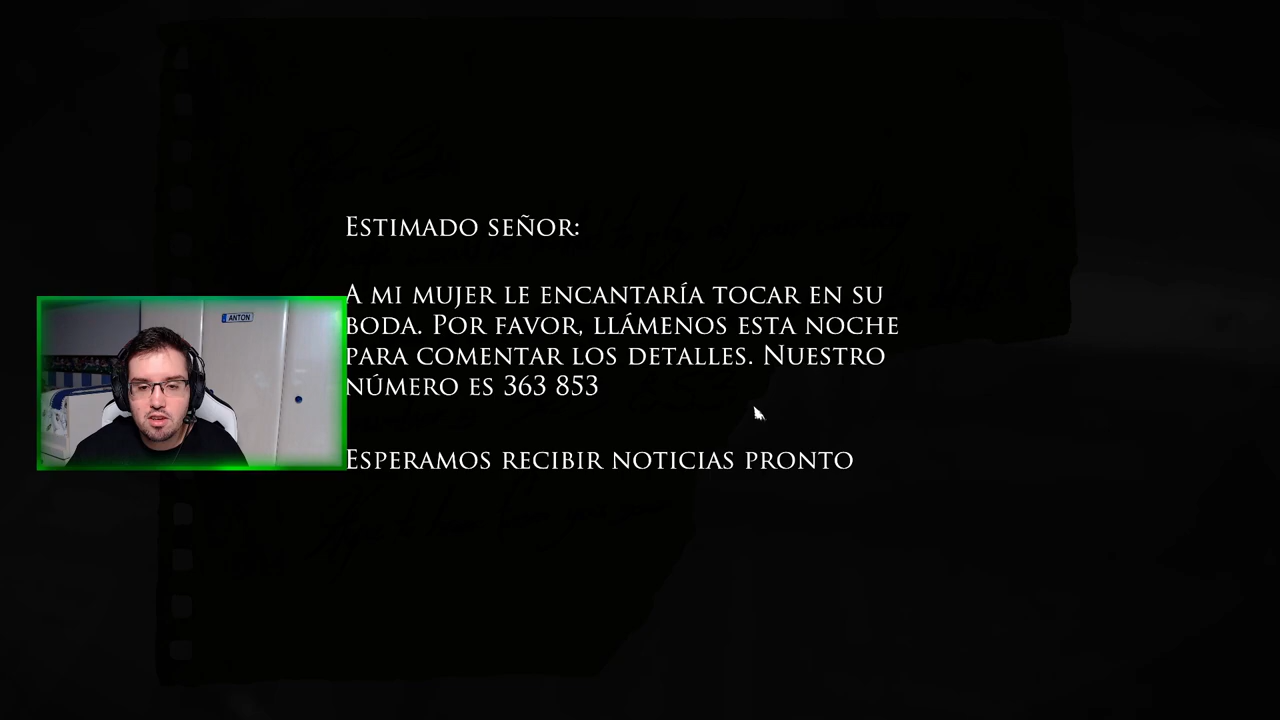 Estimado señor:
A mi mujer le encantaría tocar en su
boda. Por favor, llámenos esta noche
para comentar los detalles. Nuestro
número es 363 853
Esperamos recibir noticias pronto
ANTON